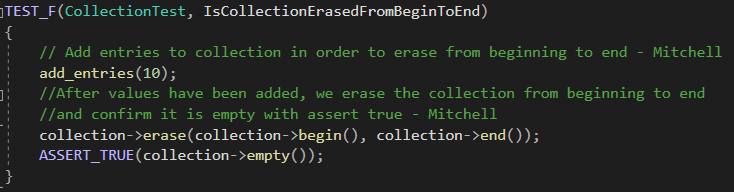 TEST_F(CollectionTest, IsCollectionErasedFromBeginToEnd)
{
// Add entries to collection in order to erase from beginning to end - Mitchell
add_entries(10);
//After values have been added, we erase the collection from beginning to end
//and confirm it is empty with assert true - Mitchell
collection->erase(collection->begin(), collection->end());
ASSERT_TRUE(collection->empty());
}